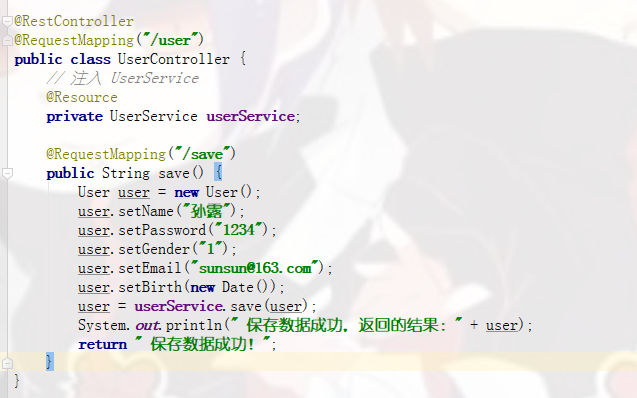 @RestController
@RequestMapping("/user")
public class UserController {
// 注入 UserService
@Resource
private UserService userService;
@RequestMapping("/save")
public String save() {
User user = new User();
user.setName("孙露");
user.setPassword("1234");
user.setGender("1");
user.setEmail("sunsun@163.com");
user.setBirth(new Date());
user = userService.save(user);
System.out.println(" 保存数据成功，返回的结果：" + user);
return " 保存数据成功！";
}
}